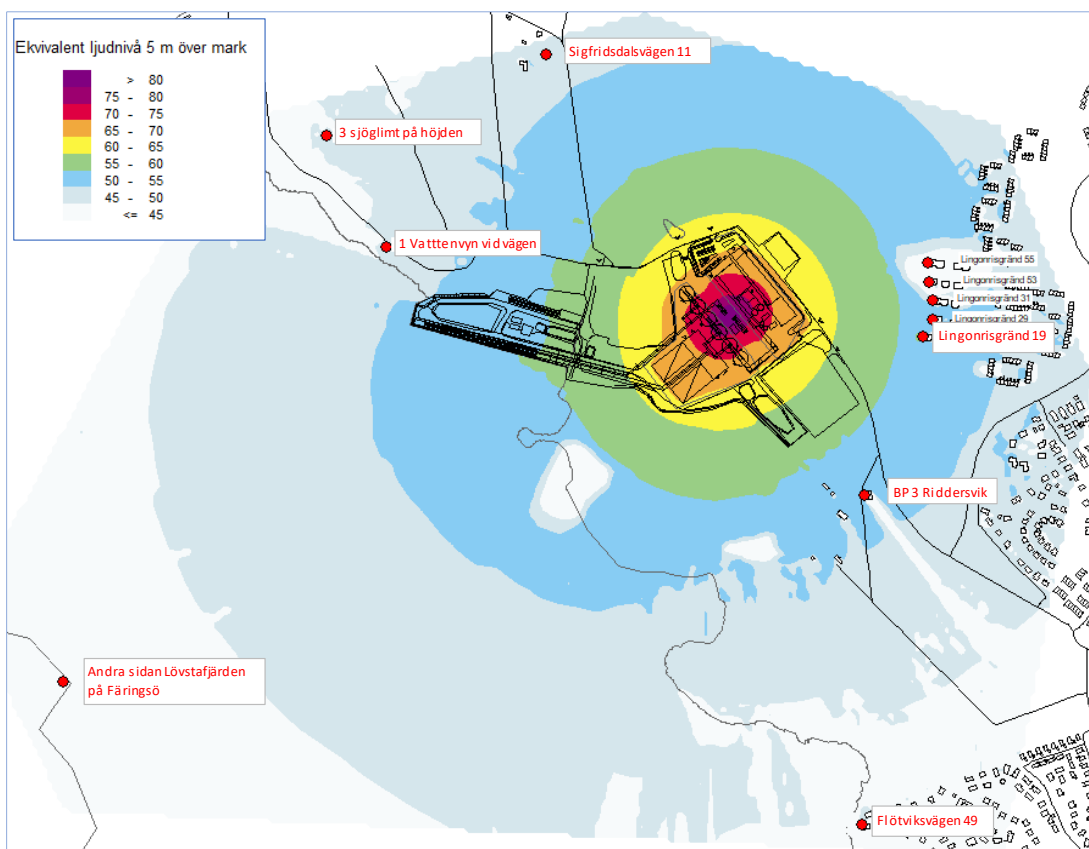 Ekvivalent ljudnivå 5 m över mark
> 80
75 - 80
70 - 75
65 - 70
60 - 65
55 - 60
50 - 55
45 - 50
<= 45
Sigfridsdalsvägen 11
3 sjöglimt på höjden
1 Vatttenvyn vid vägen
Lingonrisgränd 55
Lingonrisgränd 53
Lingonrisgränd 31
Lingonrisgränd 29
Lingonrisgränd 19
BP3 Riddersvik
Andra sidan Lövstafjärden
på Färingsö
Flötviksvägen 49